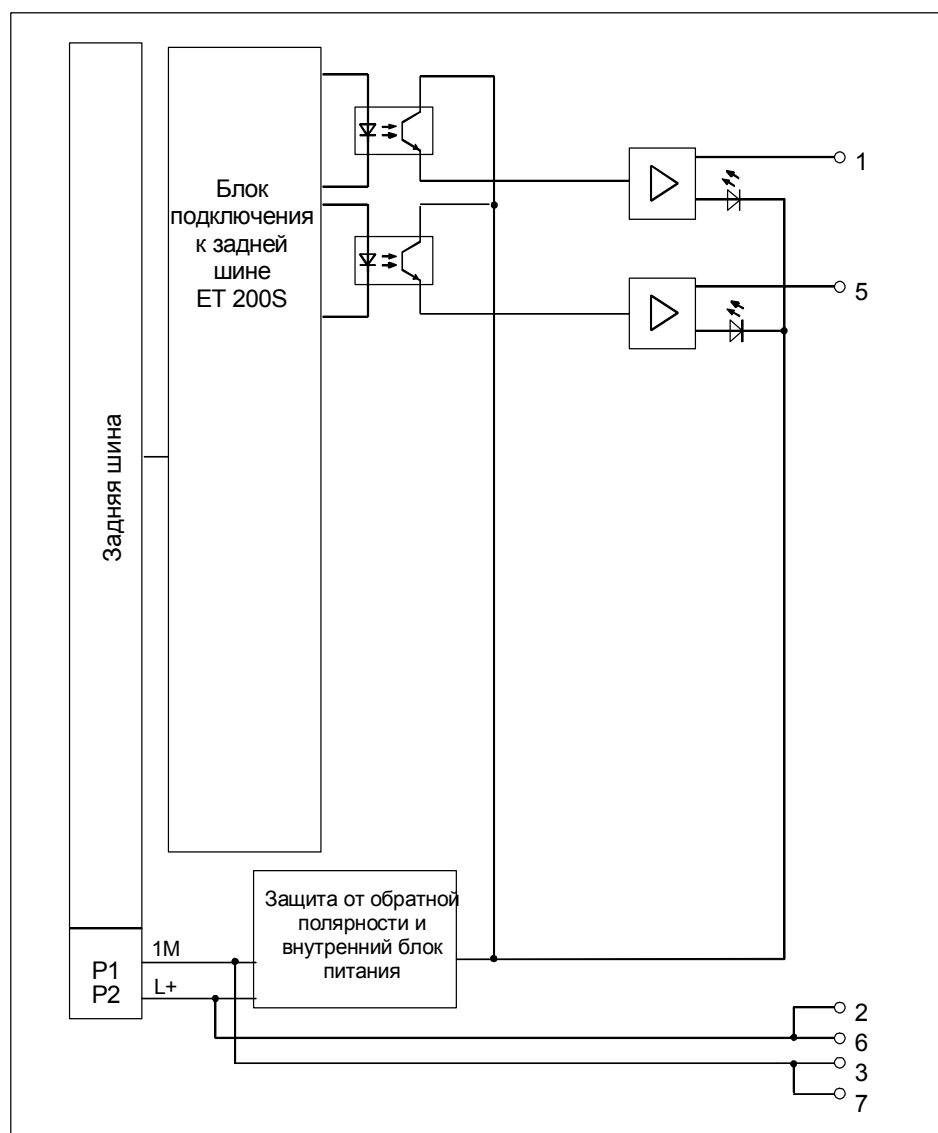 Задняя шина
Блок
подключения
к задней
шине
ET 200S
1
5
Защита от обратной
полярности и
внутренний блок
питания
P1
P2
1M
L+
2
6
3
7